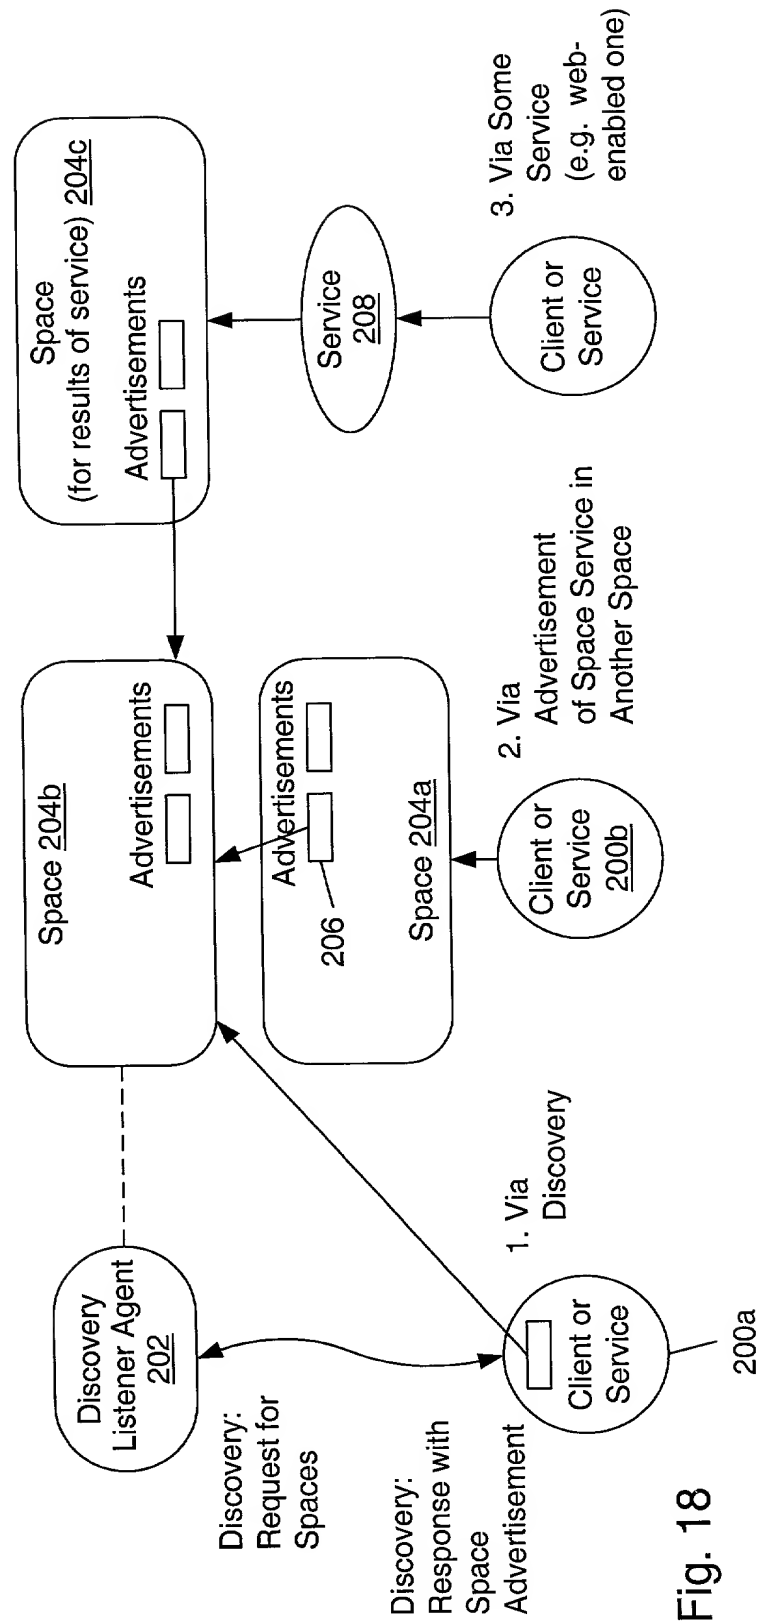 Discovery
Listener Agent
202
Space 204b
Advertisements
Space
(for results of service) 204c
Advertisements
Discovery:
Request for
Spaces
Advertisements
206
Space 204a
Service
208
Discovery:
Response with
Space
Advertisement
Client or
Service
200a
1. Via
Discovery
Client or
Service
200b
2. Via
Advertisement
of Space Service in
Another Space
Client or
Service
3. Via Some
Service
(e.g. web-
enabled one)
Fig. 18